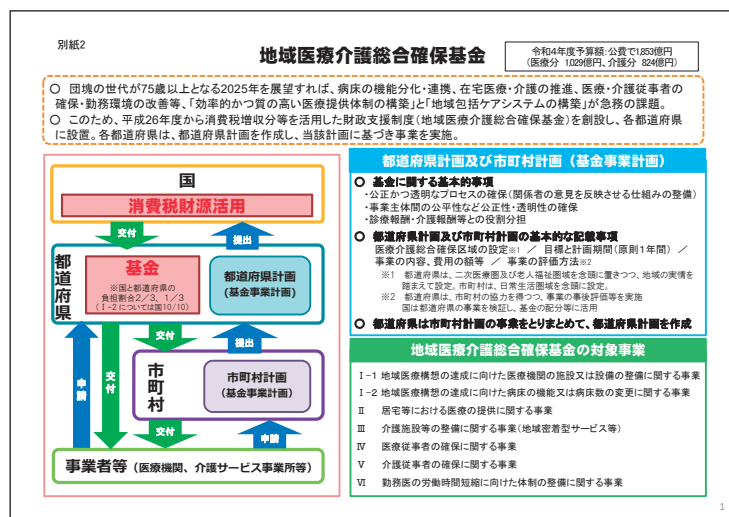 別紙2
地域医療介護総合確保基金
令和4年度予算額:公費で1,853億円
(医療分 1,029億円、介護分 824億円)
○ 団塊の世代が75歳以上となる2025年を展望すれば、病床の機能分化・連携、在宅医療・介護の推進、医療・介護従事者の
確保・勤務環境の改善等、「効率的かつ質の高い医療提供体制の構築」と「地域包括ケアシステムの構築」が急務の課題。
○ このため、平成26年度から消費税増収分等を活用した財政支援制度(地域医療介護総合確保基金)を創設し、各都道府県
に設置。各都道府県は、都道府県計画を作成し、当該計画に基づき事業を実施。
国
消費税財源活用
交付
提出
都道府県
基金
※国と都道府県の
負担割合2/3、1/3
(Ⅰ-2については国10/10)
都道府県計画
(基金事業計画)
交付
提出
申請
交付
市町村
市町村計画
(基金事業計画)
交付
申請
事業者等(医療機関、介護サービス事業所等)
都道府県計画及び市町村計画(基金事業計画)
○ 基金に関する基本的事項
・公正かつ透明なプロセスの確保(関係者の意見を反映させる仕組みの整備)
・事業主体間の公平性など公正性・透明性の確保
・診療報酬・介護報酬等との役割分担
○ 都道府県計画及び市町村計画の基本的な記載事項
医療介護総合確保区域の設定※1 / 目標と計画期間(原則1年間) /
事業の内容、費用の額等 / 事業の評価方法※2
※1 都道府県は、二次医療圏及び老人福祉圏域を念頭に置きつつ、地域の実情を
踏まえて設定。市町村は、日常生活圏域を念頭に設定。
※2 都道府県は、市町村の協力を得つつ、事業の事後評価等を実施
国は都道府県の事業を検証し、基金の配分等に活用
○ 都道府県は市町村計画の事業をとりまとめて、都道府県計画を作成
地域医療介護総合確保基金の対象事業
Ⅰ-1 地域医療構想の達成に向けた医療機関の施設又は設備の整備に関する事業
Ⅰ-2 地域医療構想の達成に向けた病床の機能又は病床数の変更に関する事業
Ⅱ 居宅等における医療の提供に関する事業
Ⅲ 介護施設等の整備に関する事業(地域密着型サービス等)
Ⅳ 医療従事者の確保に関する事業
Ⅴ 介護従事者の確保に関する事業
Ⅵ 勤務医の労働時間短縮に向けた体制の整備に関する事業
1